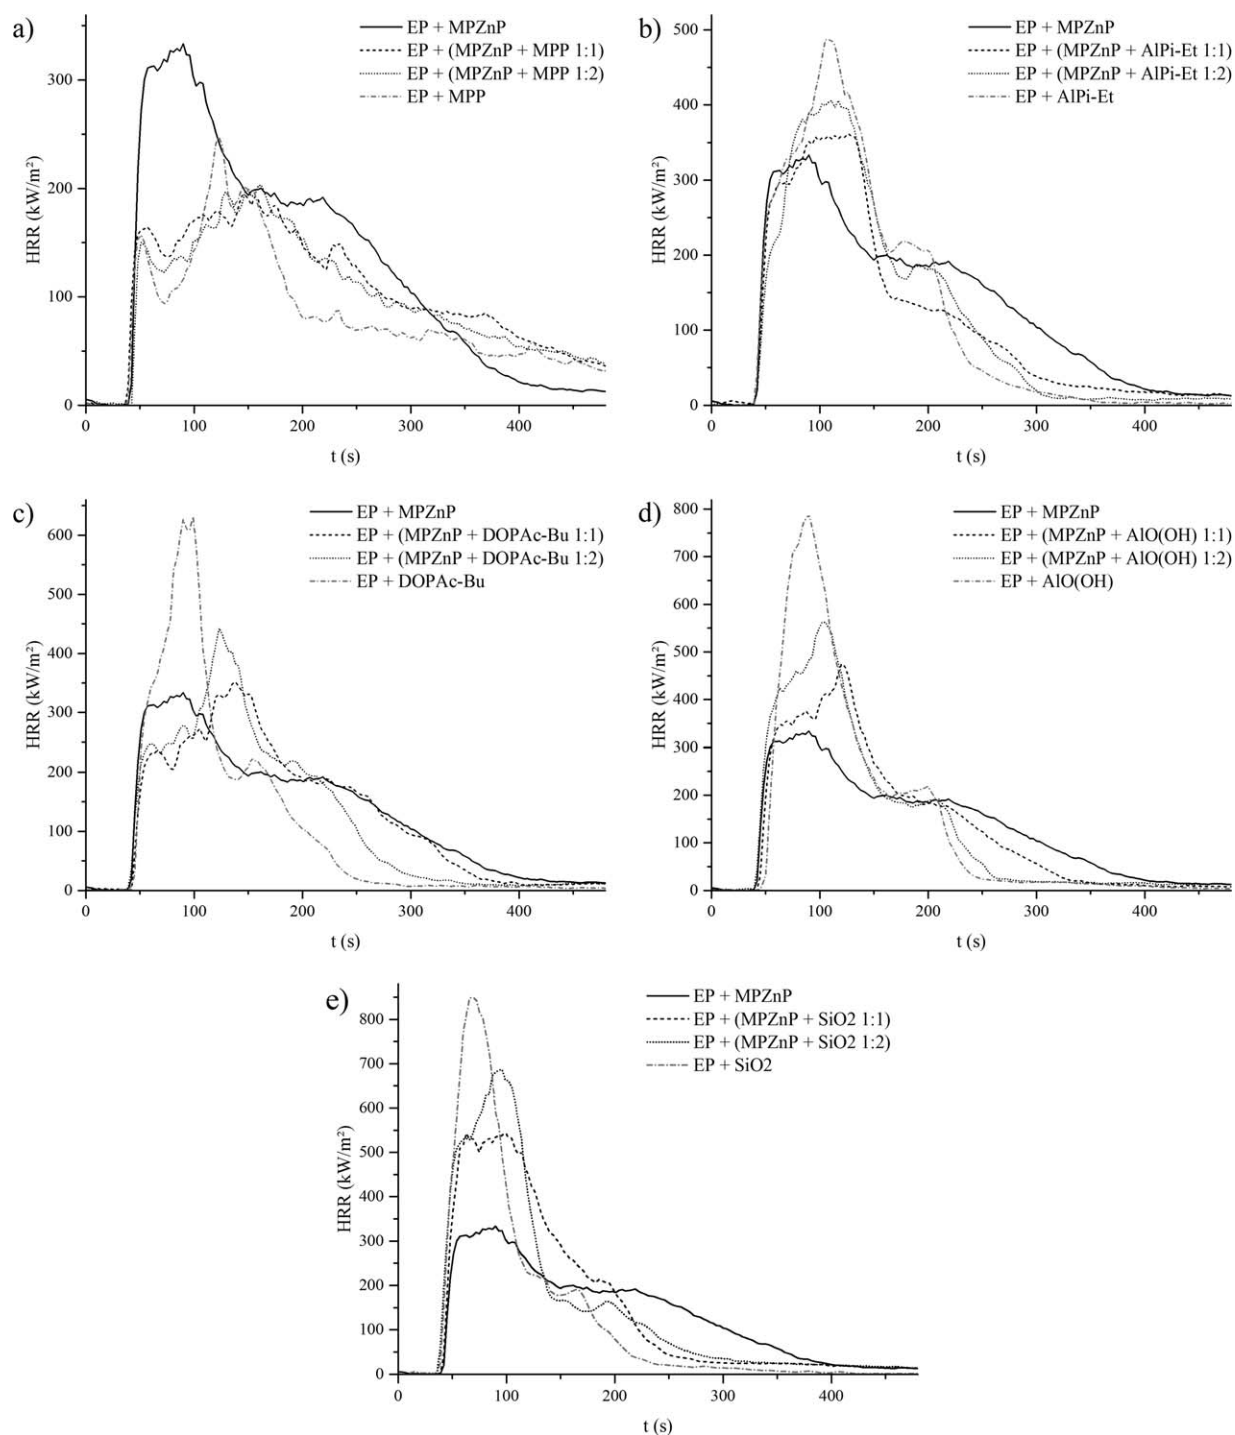 a)
EP + MPZnP
EP + (MPZnP + MPP 1:1)
EP + (MPZnP + MPP 1:2)
EP + MPP
HRR (kW/m²)
300
200
100
0
0 100 200 300 400
t (s)
b)
EP + MPZnP
EP + (MPZnP + AlPi-Et 1:1)
EP + (MPZnP + AlPi-Et 1:2)
EP + AlPi-Et
HRR (kW/m²)
500
400
300
200
100
0
0 100 200 300 400
t (s)
c)
EP + MPZnP
EP + (MPZnP + DOPAc-Bu 1:1)
EP + (MPZnP + DOPAc-Bu 1:2)
EP + DOPAc-Bu
HRR (kW/m²)
600
500
400
300
200
100
0
0 100 200 300 400
t (s)
d)
EP + MPZnP
EP + (MPZnP + AlO(OH) 1:1)
EP + (MPZnP + AlO(OH) 1:2)
EP + AlO(OH)
HRR (kW/m²)
800
700
600
500
400
300
200
100
0
0 100 200 300 400
t (s)
e)
EP + MPZnP
EP + (MPZnP + SiO2 1:1)
EP + (MPZnP + SiO2 1:2)
EP + SiO2
HRR (kW/m²)
800
700
600
500
400
300
200
100
0
0 100 200 300 400
t (s)